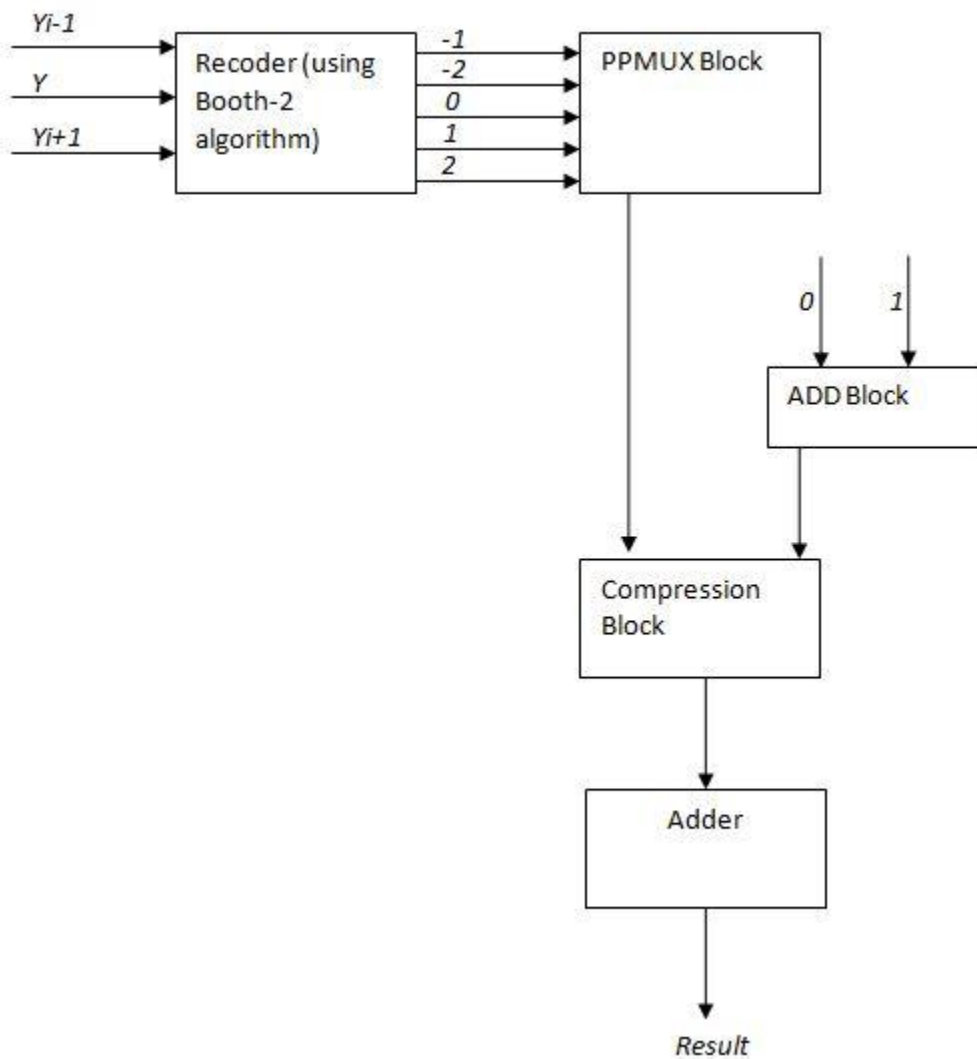 Yi-1
Y
Yi+1
Recoder (using
Booth-2
algorithm)
-1
-2
0
1
2
PPMUX Block
0
1
ADD Block
Compression
Block
Adder
Result